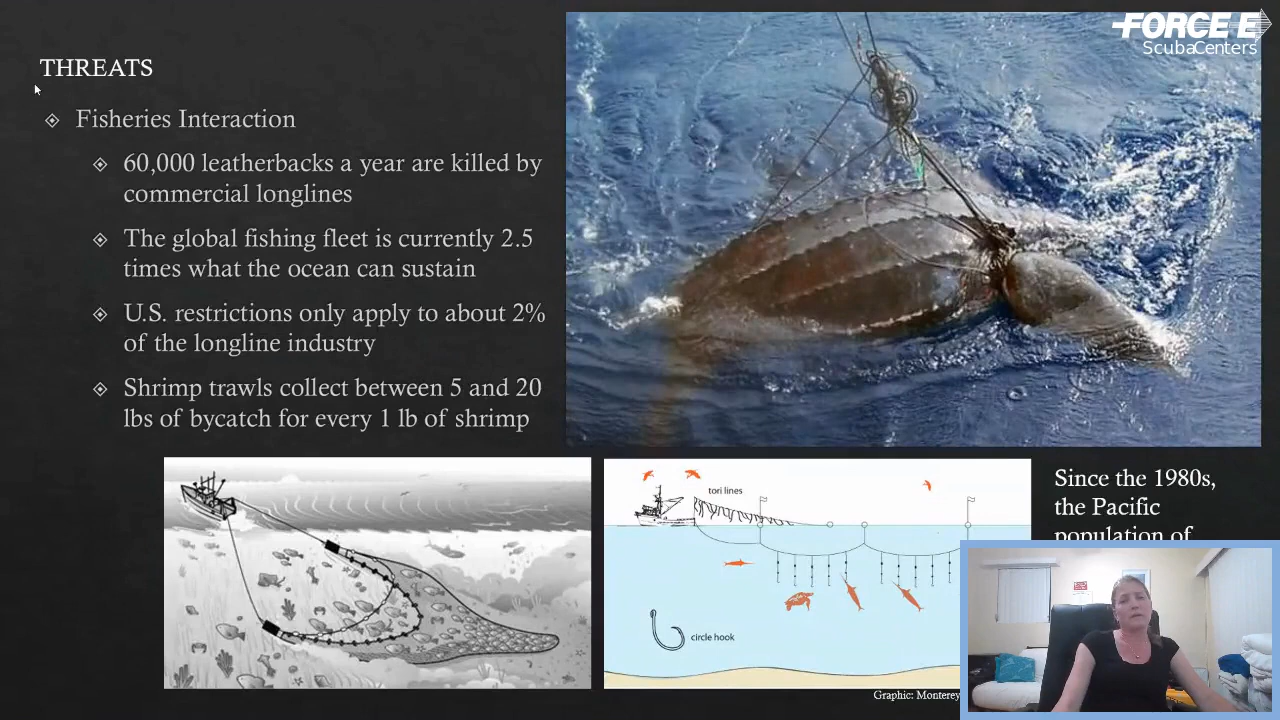 FORCE E
ScubaCenters
THREATS
Fisheries Interaction
60,000 leatherbacks a year are killed by
commercial longlines
The global fishing fleet is currently 2.5
times what the ocean can sustain
U.S. restrictions only apply to about 2%
of the longline industry
Shrimp trawls collect between 5 and 20
lbs of bycatch for every 1 lb of shrimp
tori lines
circle hook
Graphic: Monterey
Since the 1980s,
the Pacific
population of